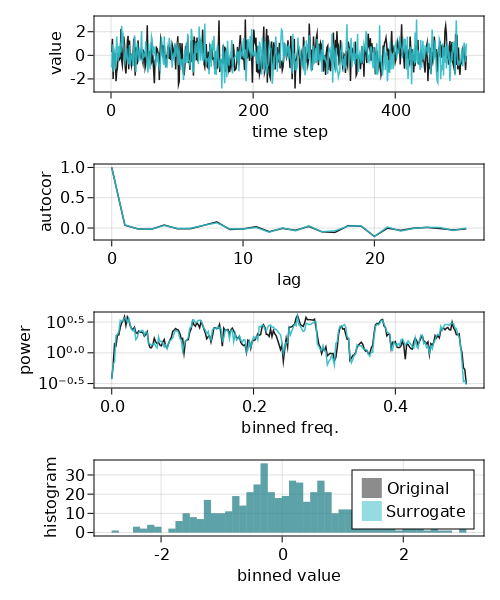 value
2
0
-2
0 200 400
time step
autocor
1.0
0.5
0.0
0 10 20
lag
power
10^0.5
10^0.0
10^-0.5
0.0 0.2 0.4
binned freq.
histogram
30
20
10
0
Original
Surrogate
-2 0 2
binned value